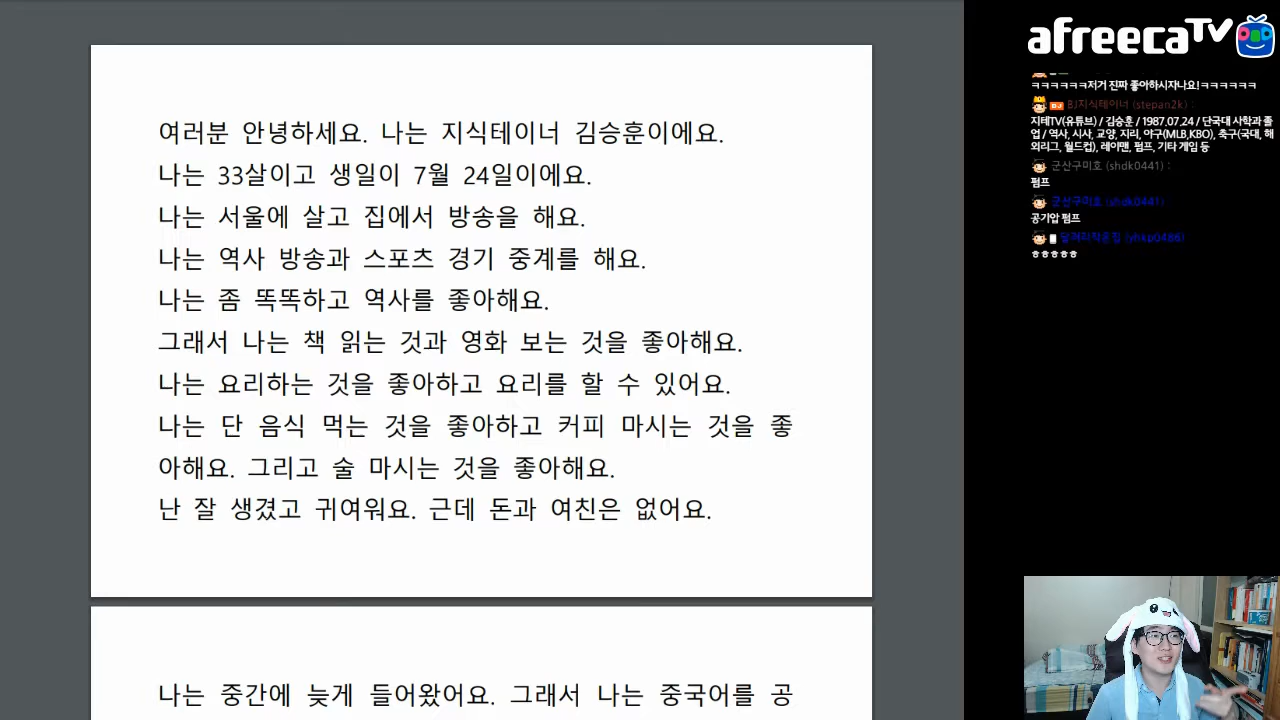 여러분 안녕하세요. 나는 지식테이너 김승훈이에요.
나는 33살이고 생일이 7월 24일이에요.
나는 서울에 살고 집에서 방송을 해요.
나는 역사 방송과 스포츠 경기 중계를 해요.
나는 좀 똑똑하고 역사를 좋아해요.
그래서 나는 책 읽는 것과 영화 보는 것을 좋아해요.
나는 요리하는 것을 좋아하고 요리를 할 수 있어요.
나는 단 음식 먹는 것을 좋아하고 커피 마시는 것을 좋
아해요. 그리고 술 마시는 것을 좋아해요.
난 잘 생겼고 귀여워요. 근데 돈과 여친은 없어요.
나는 중간에 늦게 들어왔어요. 그래서 나는 중국어를 공
afreecaTV
ㅋㅋㅋㅋㅋㅋ저거 진짜 좋아하시자나요!ㅋㅋㅋㅋㅋㅋ
BJ지식테이너 (stepan2k) :
지테TV(유튜브) / 김승훈 / 1987.07.24 / 단국대 사학과 졸
업 / 역사, 시사, 교양, 지리, 야구(MLB,KBO), 축구(국대, 해
외리그, 월드컵), 레이맨, 펌프, 기타 게임 등
군산구미호 (shdk0441) :
펌프
군산구미호 (shdk0441)
공기압 펌프
(yhkp0486)
ㅎㅎㅎㅎㅎ